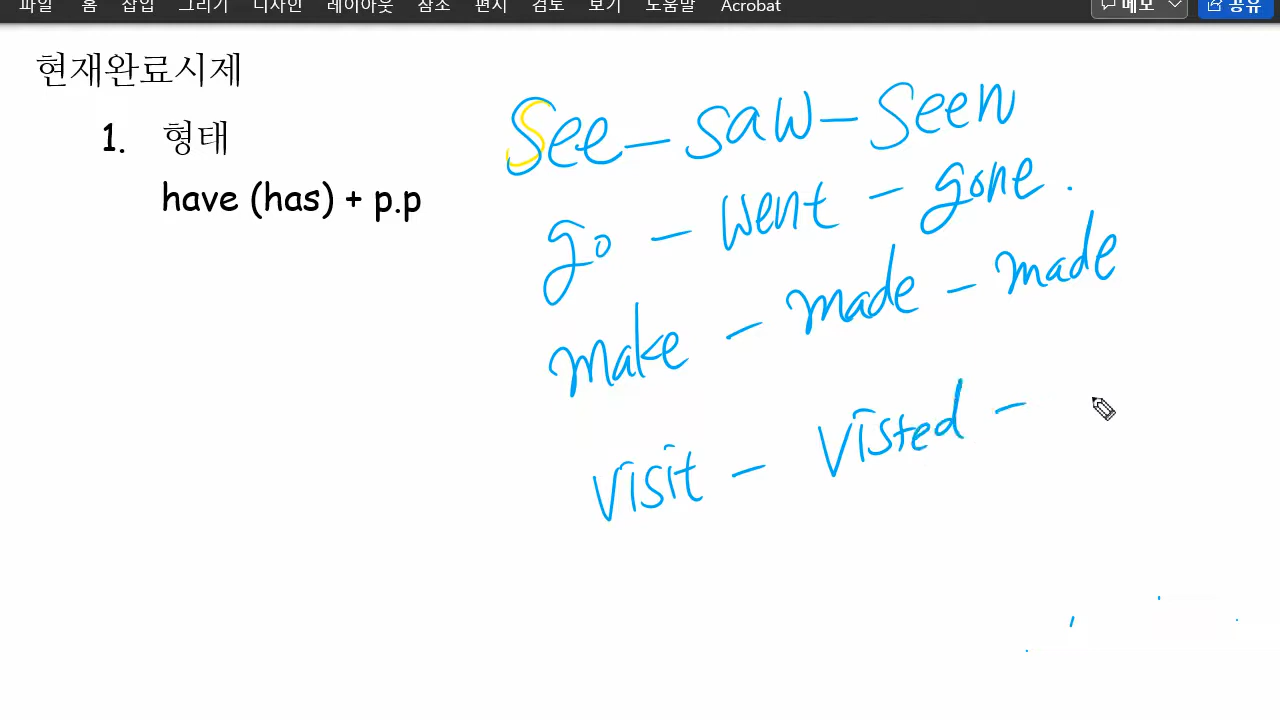 파일 홈 삽입 그리기 디자인 레이아웃 참조 편지 검토 보기 도움말 Acrobat 메모 공유
현재완료시제
1. 형태
have (has) + p.p
See - saw - seen
go - went - gone.
make - made - made
visit - visted -